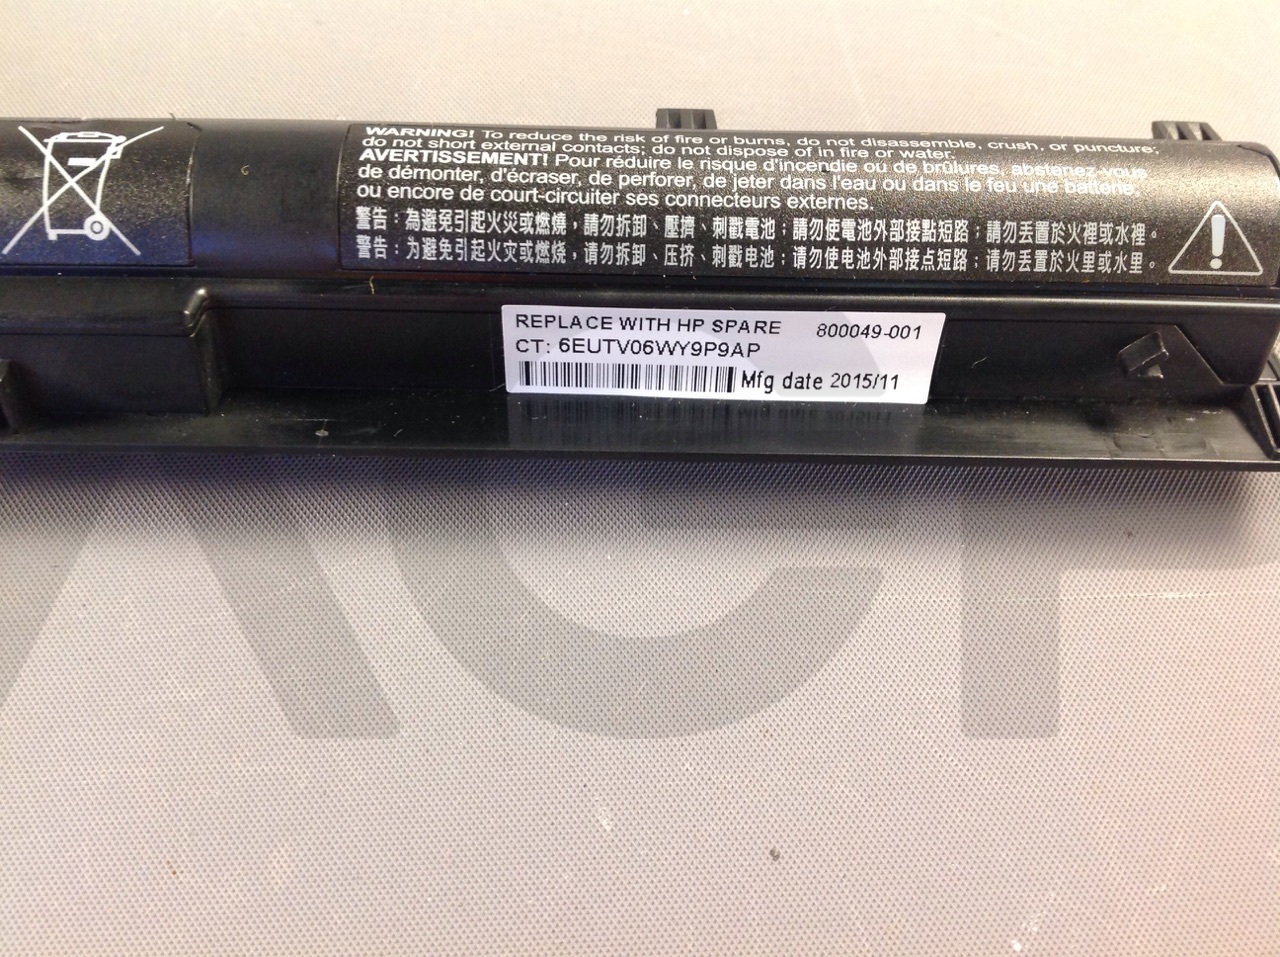 WARNING! To reduce the risk of fire or burns, do not disassemble, crush, or puncture;
do not short external contacts; do not dispose of in fire or water.
AVERTISSEMENT! Pour réduire le risque d'incendie ou de brûlures, abstenez-vous
de démonter, d'écraser, de perforer, de jeter dans l'eau ou dans le feu une batterie,
ou encore de court-circuiter ses connecteurs externes.
警告：為避免引起火災或燃燒，請勿拆卸、壓擠、刺戳電池；請勿使電池外部接點短路；請勿丟置於火裡或水裡。
警告：为避免引起火灾或燃烧，请勿拆卸、压挤、刺戳电池；请勿使电池外部接点短路；请勿丢置於火里或水里。
REPLACE WITH HP SPARE 800049-001
CT: 6EUTV06WY9P9AP
Mfg date 2015/11